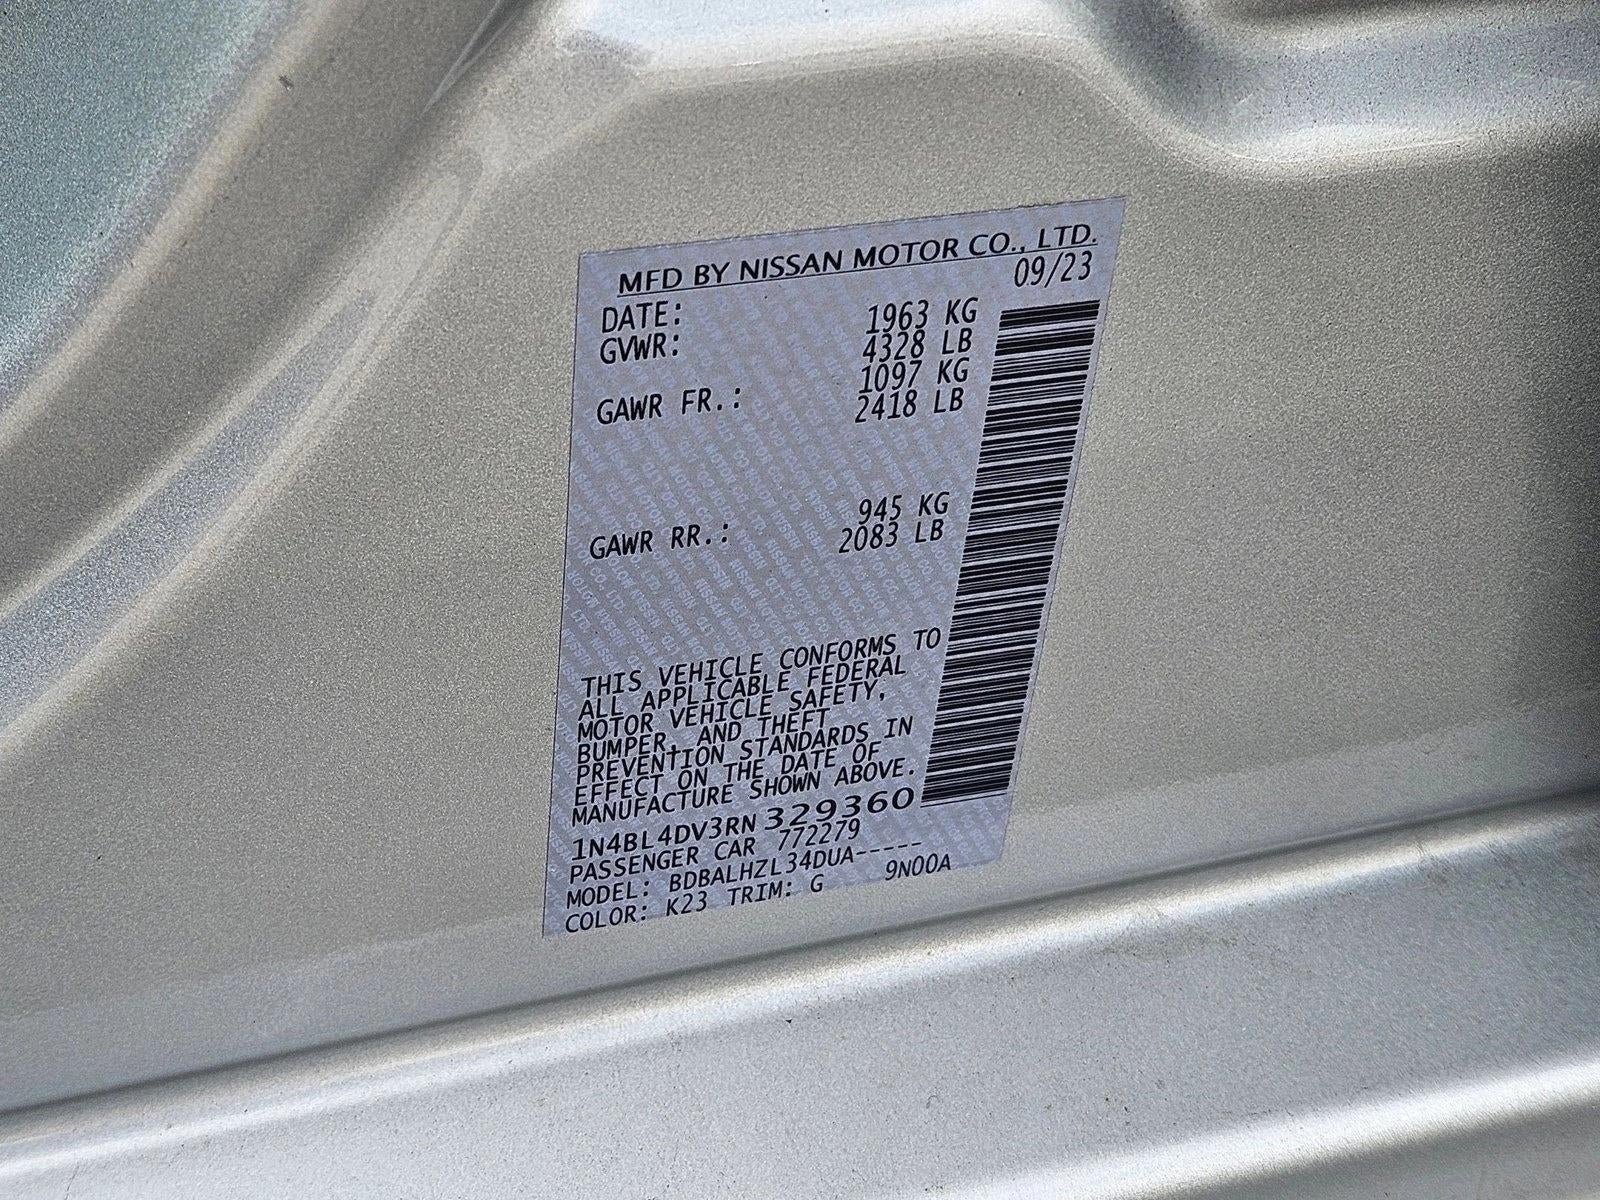 MFD BY NISSAN MOTOR CO., LTD.
DATE: 09/23
GVWR: 1963 KG
4328 LB
GAWR FR.: 1097 KG
2418 LB
GAWR RR.: 945 KG
2083 LB
THIS VEHICLE CONFORMS TO
ALL APPLICABLE FEDERAL
MOTOR VEHICLE SAFETY,
BUMPER, AND THEFT
PREVENTION STANDARDS IN
EFFECT ON THE DATE OF
MANUFACTURE SHOWN ABOVE.
1N4BL4DV3RN329360
PASSENGER CAR 772279
MODEL: BDBALHZL34DUA-----
COLOR: K23 TRIM: G 9N00A